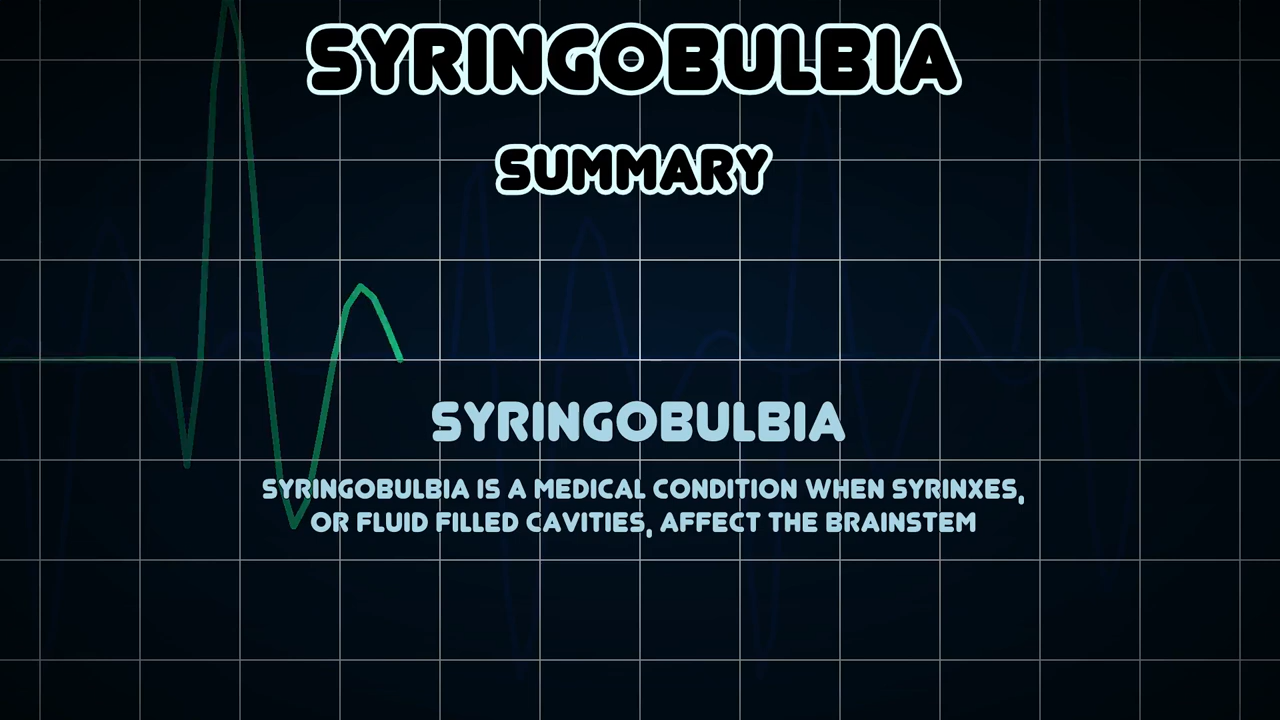 SYRINGOBULBIA
SUMMARY
SYRINGOBULBIA
SYRINGOBULBIA IS A MEDICAL CONDITION WHEN SYRINXES,
OR FLUID FILLED CAVITIES, AFFECT THE BRAINSTEM